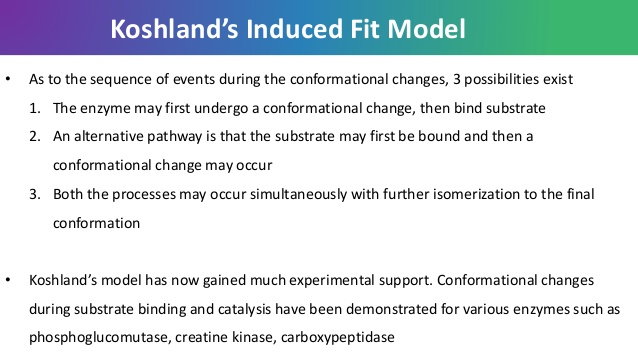 Koshland's Induced Fit Model
• As to the sequence of events during the conformational changes, 3 possibilities exist
1. The enzyme may first undergo a conformational change, then bind substrate
2. An alternative pathway is that the substrate may first be bound and then a
conformational change may occur
3. Both the processes may occur simultaneously with further isomerization to the final
conformation
• Koshland's model has now gained much experimental support. Conformational changes
during substrate binding and catalysis have been demonstrated for various enzymes such as
phosphoglucomutase, creatine kinase, carboxypeptidase